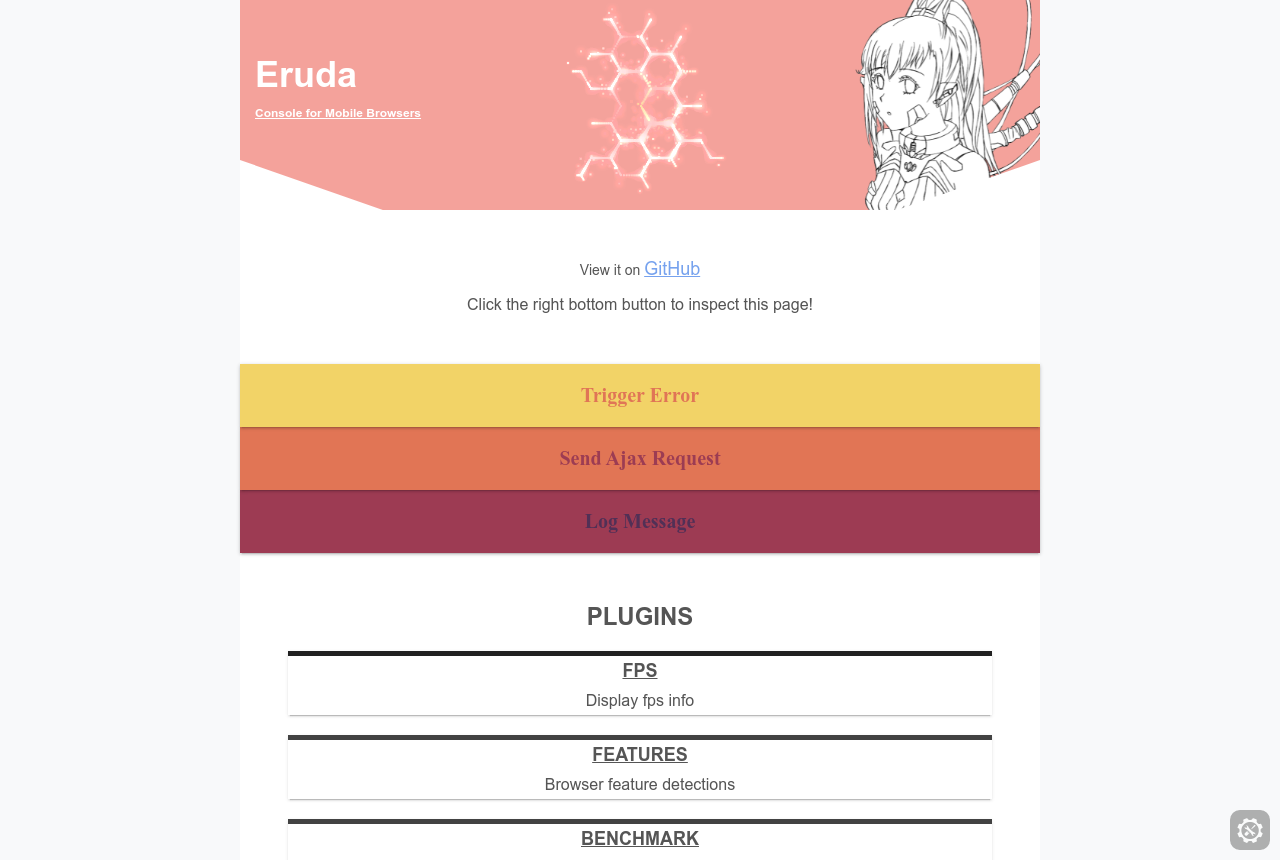 Eruda
Console for Mobile Browsers
View it on GitHub
Click the right bottom button to inspect this page!
Trigger Error
Send Ajax Request
Log Message
PLUGINS
FPS
Display fps info
FEATURES
Browser feature detections
BENCHMARK